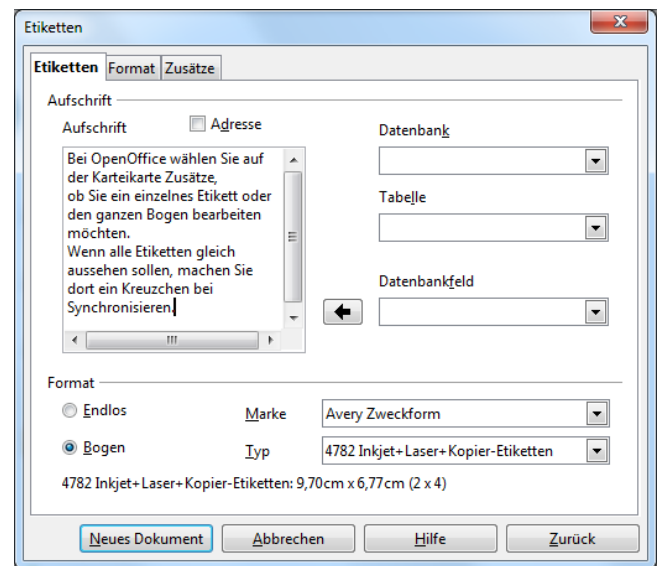 Etiketten
Etiketten Format Zusätze
Aufschrift
Aufschrift Adresse
Bei OpenOffice wählen Sie auf
der Karteikarte Zusätze,
ob Sie ein einzelnes Etikett oder
den ganzen Bogen bearbeiten
möchten.
Wenn alle Etiketten gleich
aussehen sollen, machen Sie
dort ein Kreuzchen bei
Synchronisieren.
Datenbank
Tabelle
Datenbankfeld
Format
Endlos
Marke Avery Zweckform
Bogen
Typ 4782 Inkjet+Laser+Kopier-Etiketten
4782 Inkjet+Laser+Kopier-Etiketten: 9,70cm x 6,77cm (2 x 4)
Neues Dokument Abbrechen Hilfe Zurück